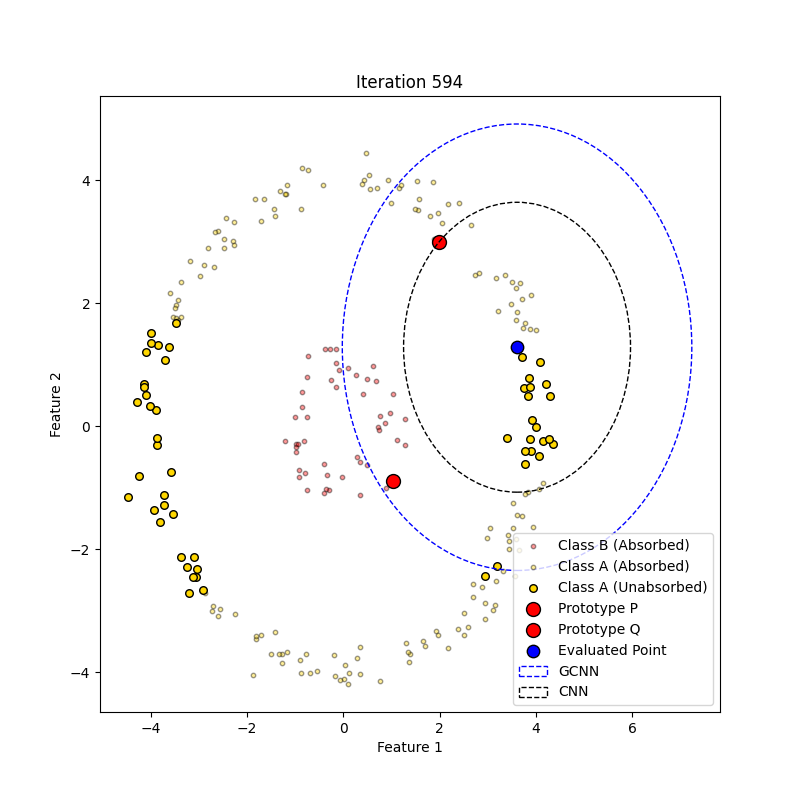 Iteration 594
4
2
0
−2
−4
Feature 2
−4
−2
0
2
4
6
Feature 1
Class B (Absorbed)
Class A (Absorbed)
Class A (Unabsorbed)
Prototype P
Prototype Q
Evaluated Point
GCNN
CNN